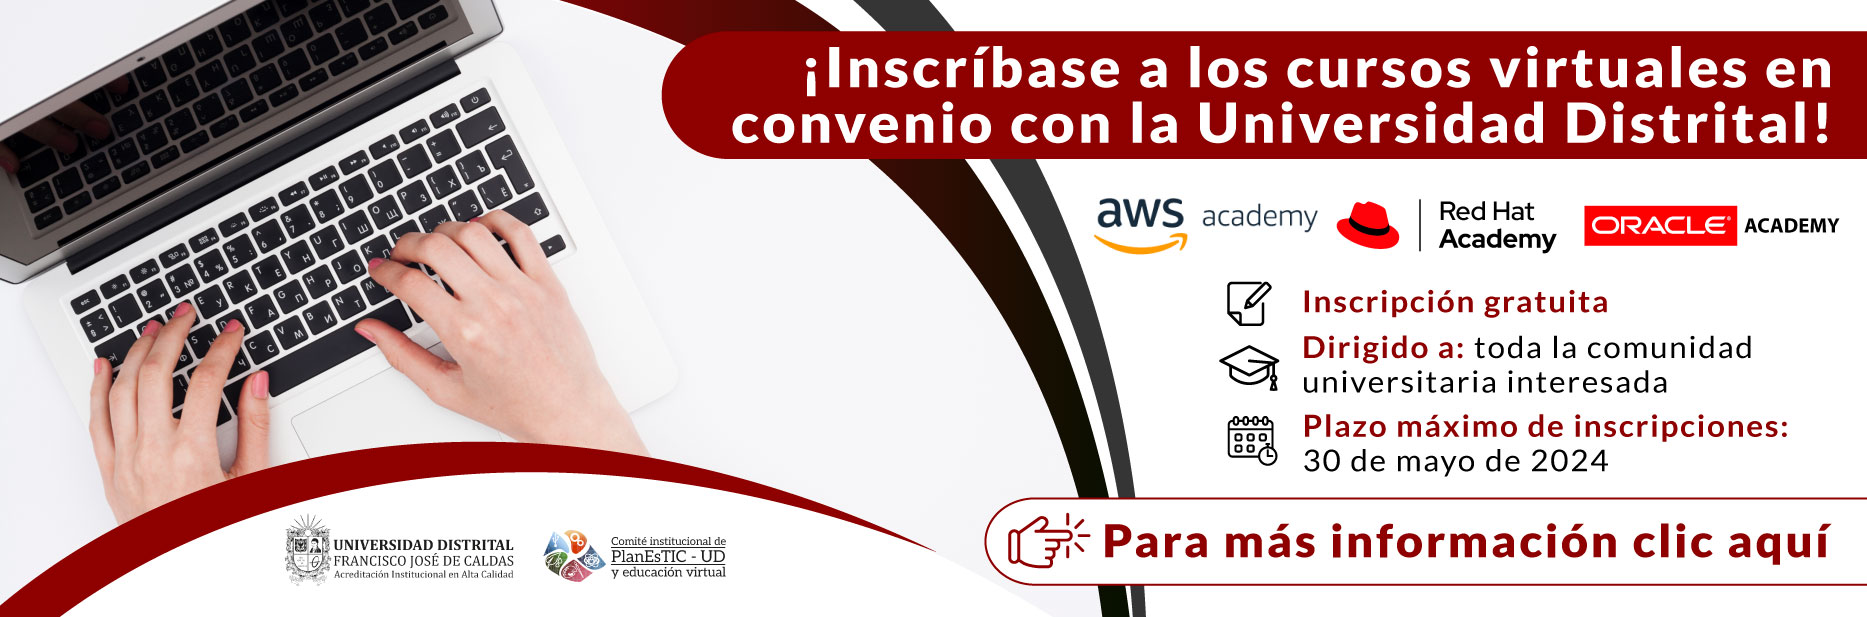 ¡Inscríbase a los cursos virtuales en
convenio con la Universidad Distrital!
aws academy
Red Hat
Academy
ORACLE® ACADEMY
Inscripción gratuita
Dirigido a: toda la comunidad
universitaria interesada
Plazo máximo de inscripciones:
30 de mayo de 2024
Para más información clic aquí
UNIVERSIDAD DISTRITAL
FRANCISCO JOSÉ DE CALDAS
Acreditación Institucional en Alta Calidad
Comité institucional de
PlanEsTIC - UD
y educación virtual